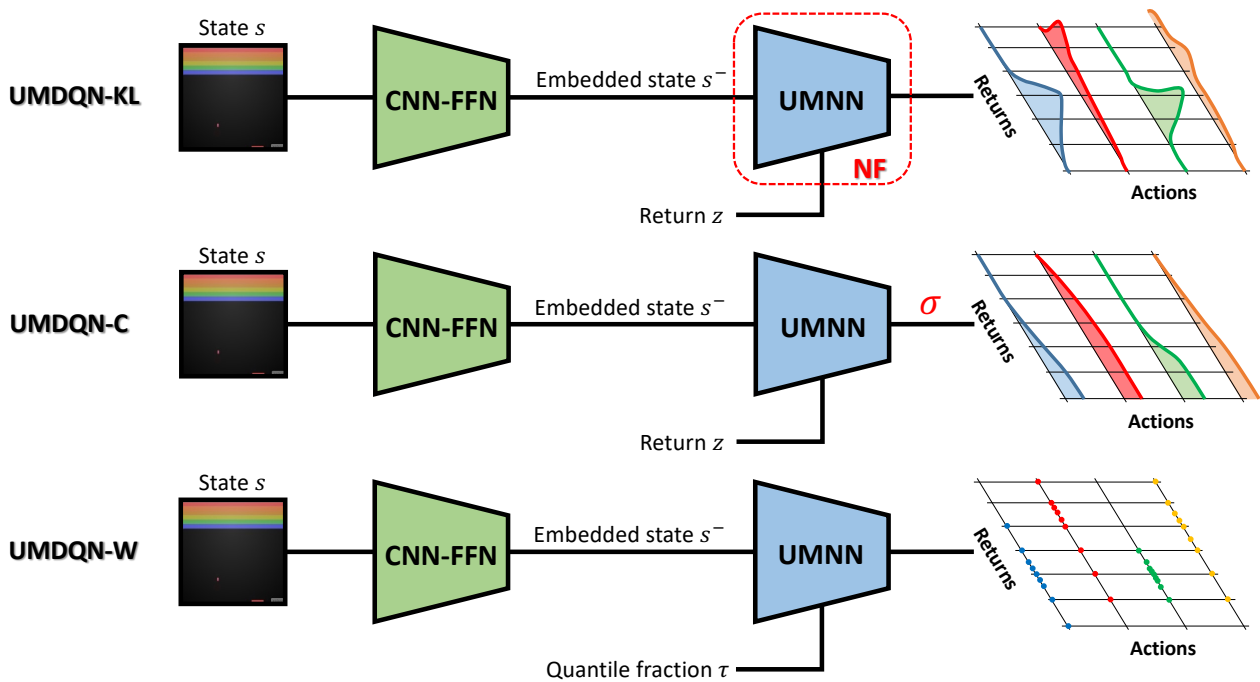 State s
UMDQN-KL
CNN-FFN
Embedded state s⁻
UMNN
NF
Return z
Returns
Actions
State s
UMDQN-C
CNN-FFN
Embedded state s⁻
UMNN
σ
Return z
Returns
Actions
State s
UMDQN-W
CNN-FFN
Embedded state s⁻
UMNN
Quantile fraction τ
Returns
Actions